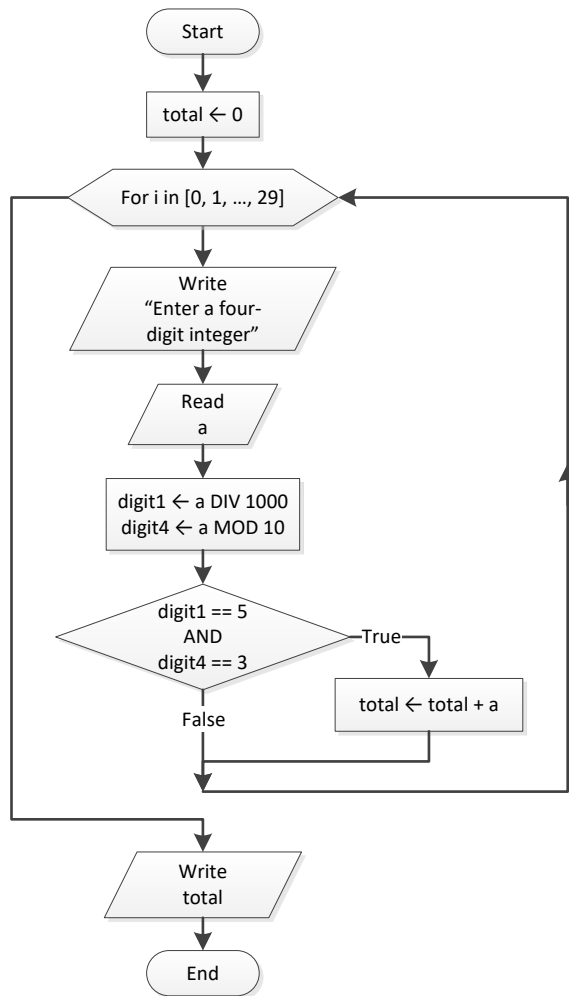 Start
total ← 0
For i in [0, 1, …, 29]
Write
“Enter a four-
digit integer”
Read
a
digit1 ← a DIV 1000
digit4 ← a MOD 10
digit1 == 5
AND
digit4 == 3
True
total ← total + a
False
Write
total
End